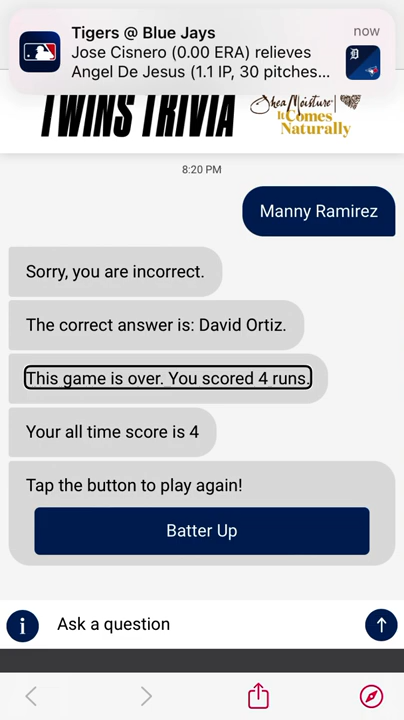 Tigers @ Blue Jays
now
Jose Cisnero (0.00 ERA) relieves
Angel De Jesus (1.1 IP, 30 pitches...
TWINS TRIVIA
SheaMoisture
It Comes
Naturally
8:20 PM
Manny Ramirez
Sorry, you are incorrect.
The correct answer is: David Ortiz.
This game is over. You scored 4 runs.
Your all time score is 4
Tap the button to play again!
Batter Up
Ask a question